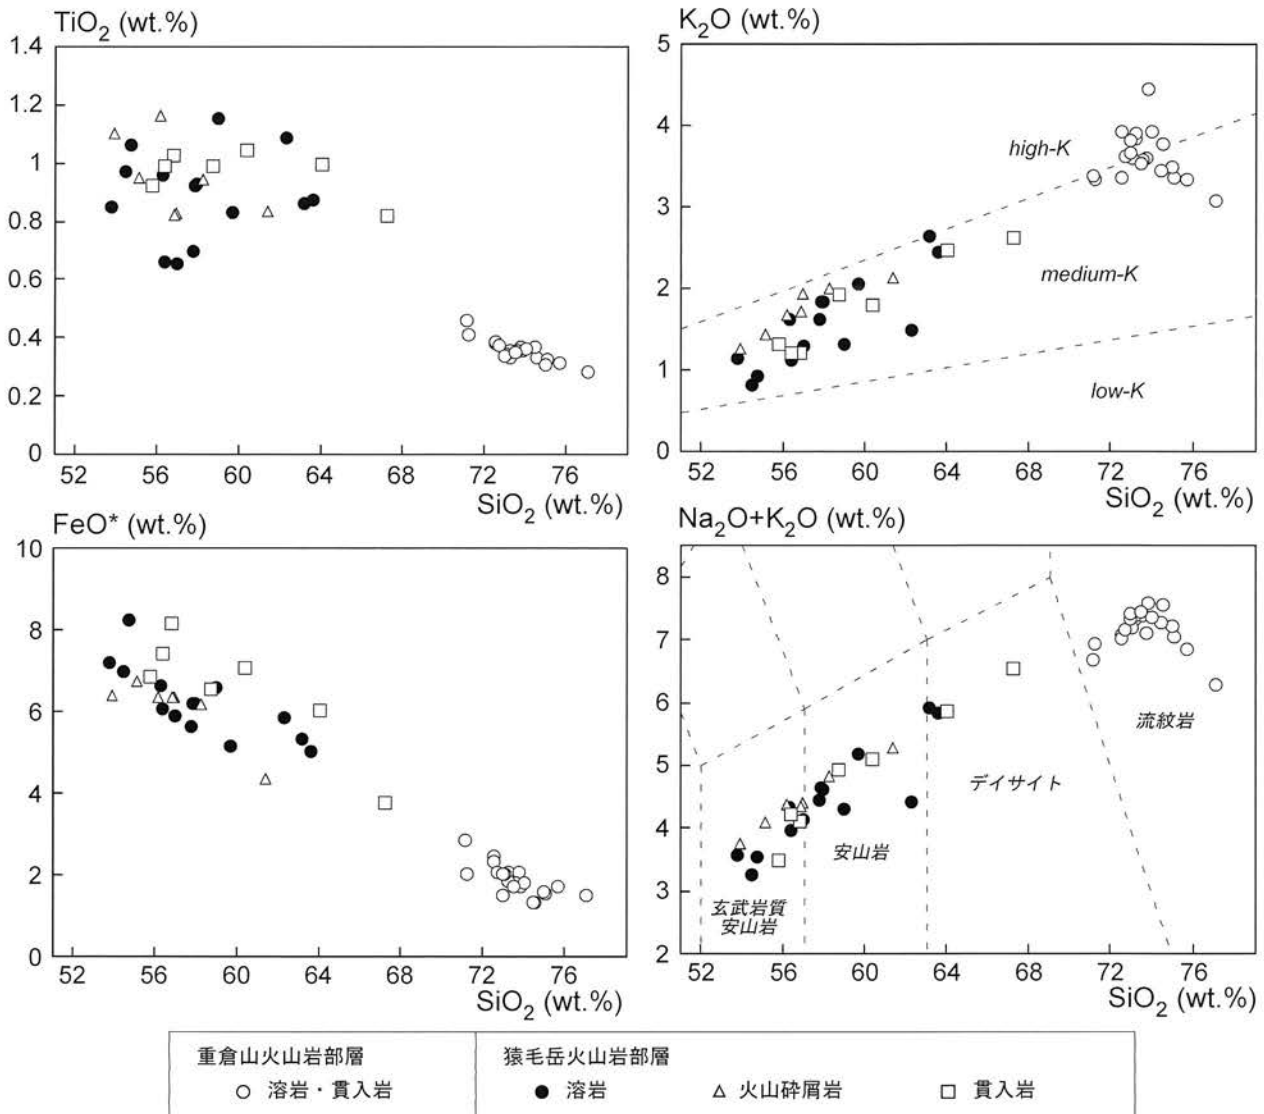 TiO2 (wt.%)
1.4
1.2
1
0.8
0.6
0.4
0.2
0
52 56 60 64 68 72 76
SiO2 (wt.%)
K2O (wt.%)
5
4
3
2
1
0
high-K
medium-K
low-K
52 56 60 64 68 72 76
SiO2 (wt.%)
FeO* (wt.%)
10
8
6
4
2
0
52 56 60 64 68 72 76
SiO2 (wt.%)
Na2O+K2O (wt.%)
8
7
6
5
4
3
2
流紋岩
デイサイト
安山岩
玄武岩質
安山岩
52 56 60 64 68 72 76
SiO2 (wt.%)
重倉山火山岩部層
溶岩・貫入岩
猿毛岳火山岩部層
溶岩 火山砕屑岩 貫入岩